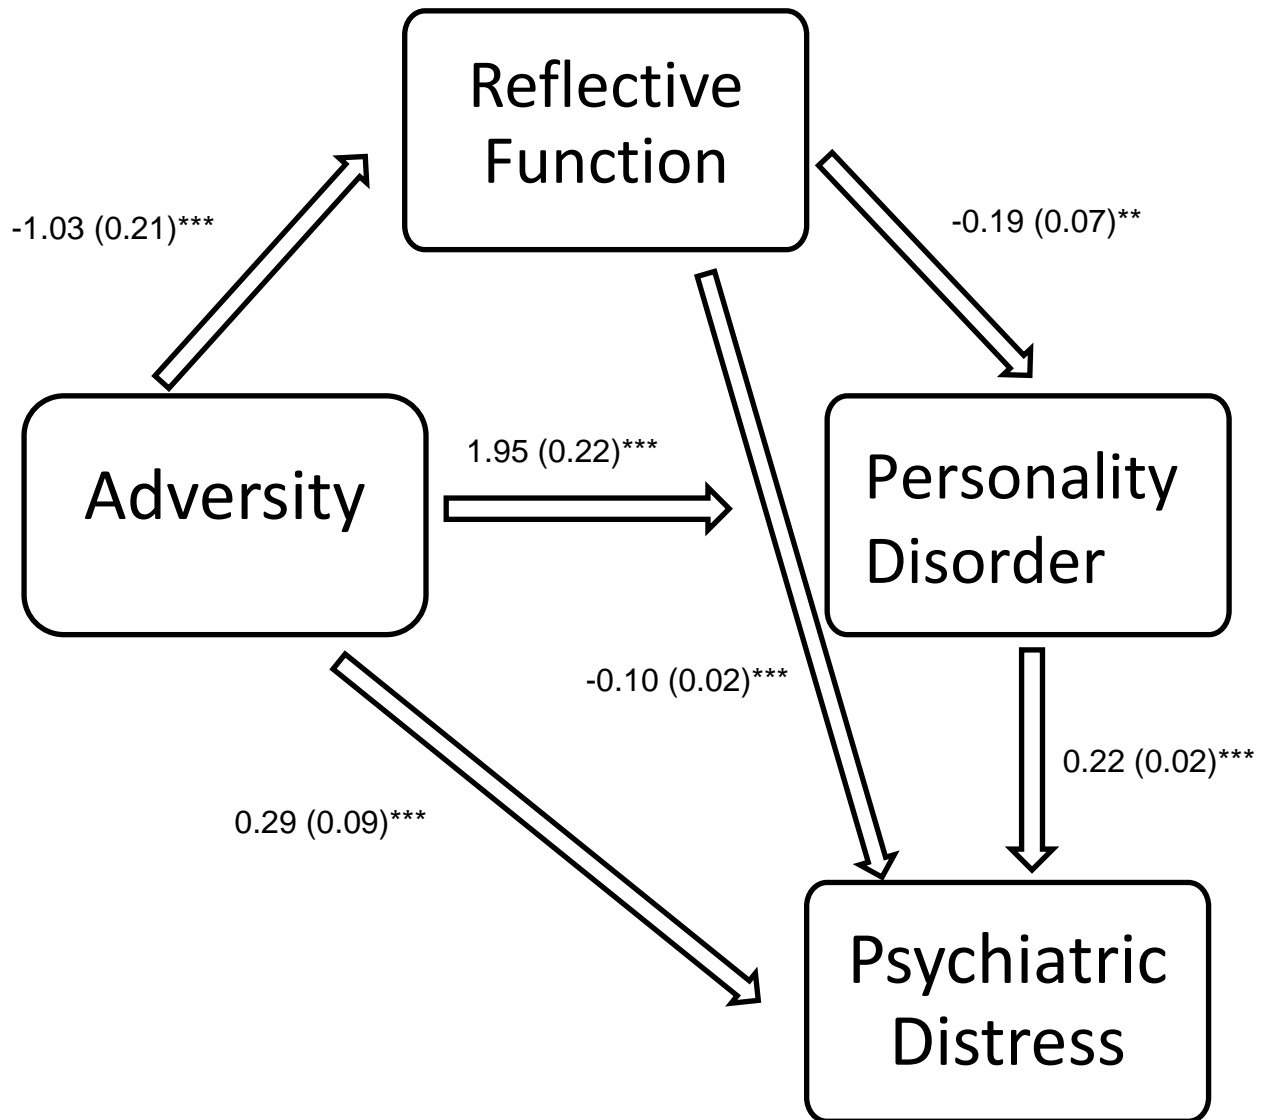 Reflective
Function
-1.03 (0.21)***
-0.19 (0.07)**
Adversity
1.95 (0.22)***
Personality
Disorder
-0.10 (0.02)***
0.22 (0.02)***
0.29 (0.09)***
Psychiatric
Distress